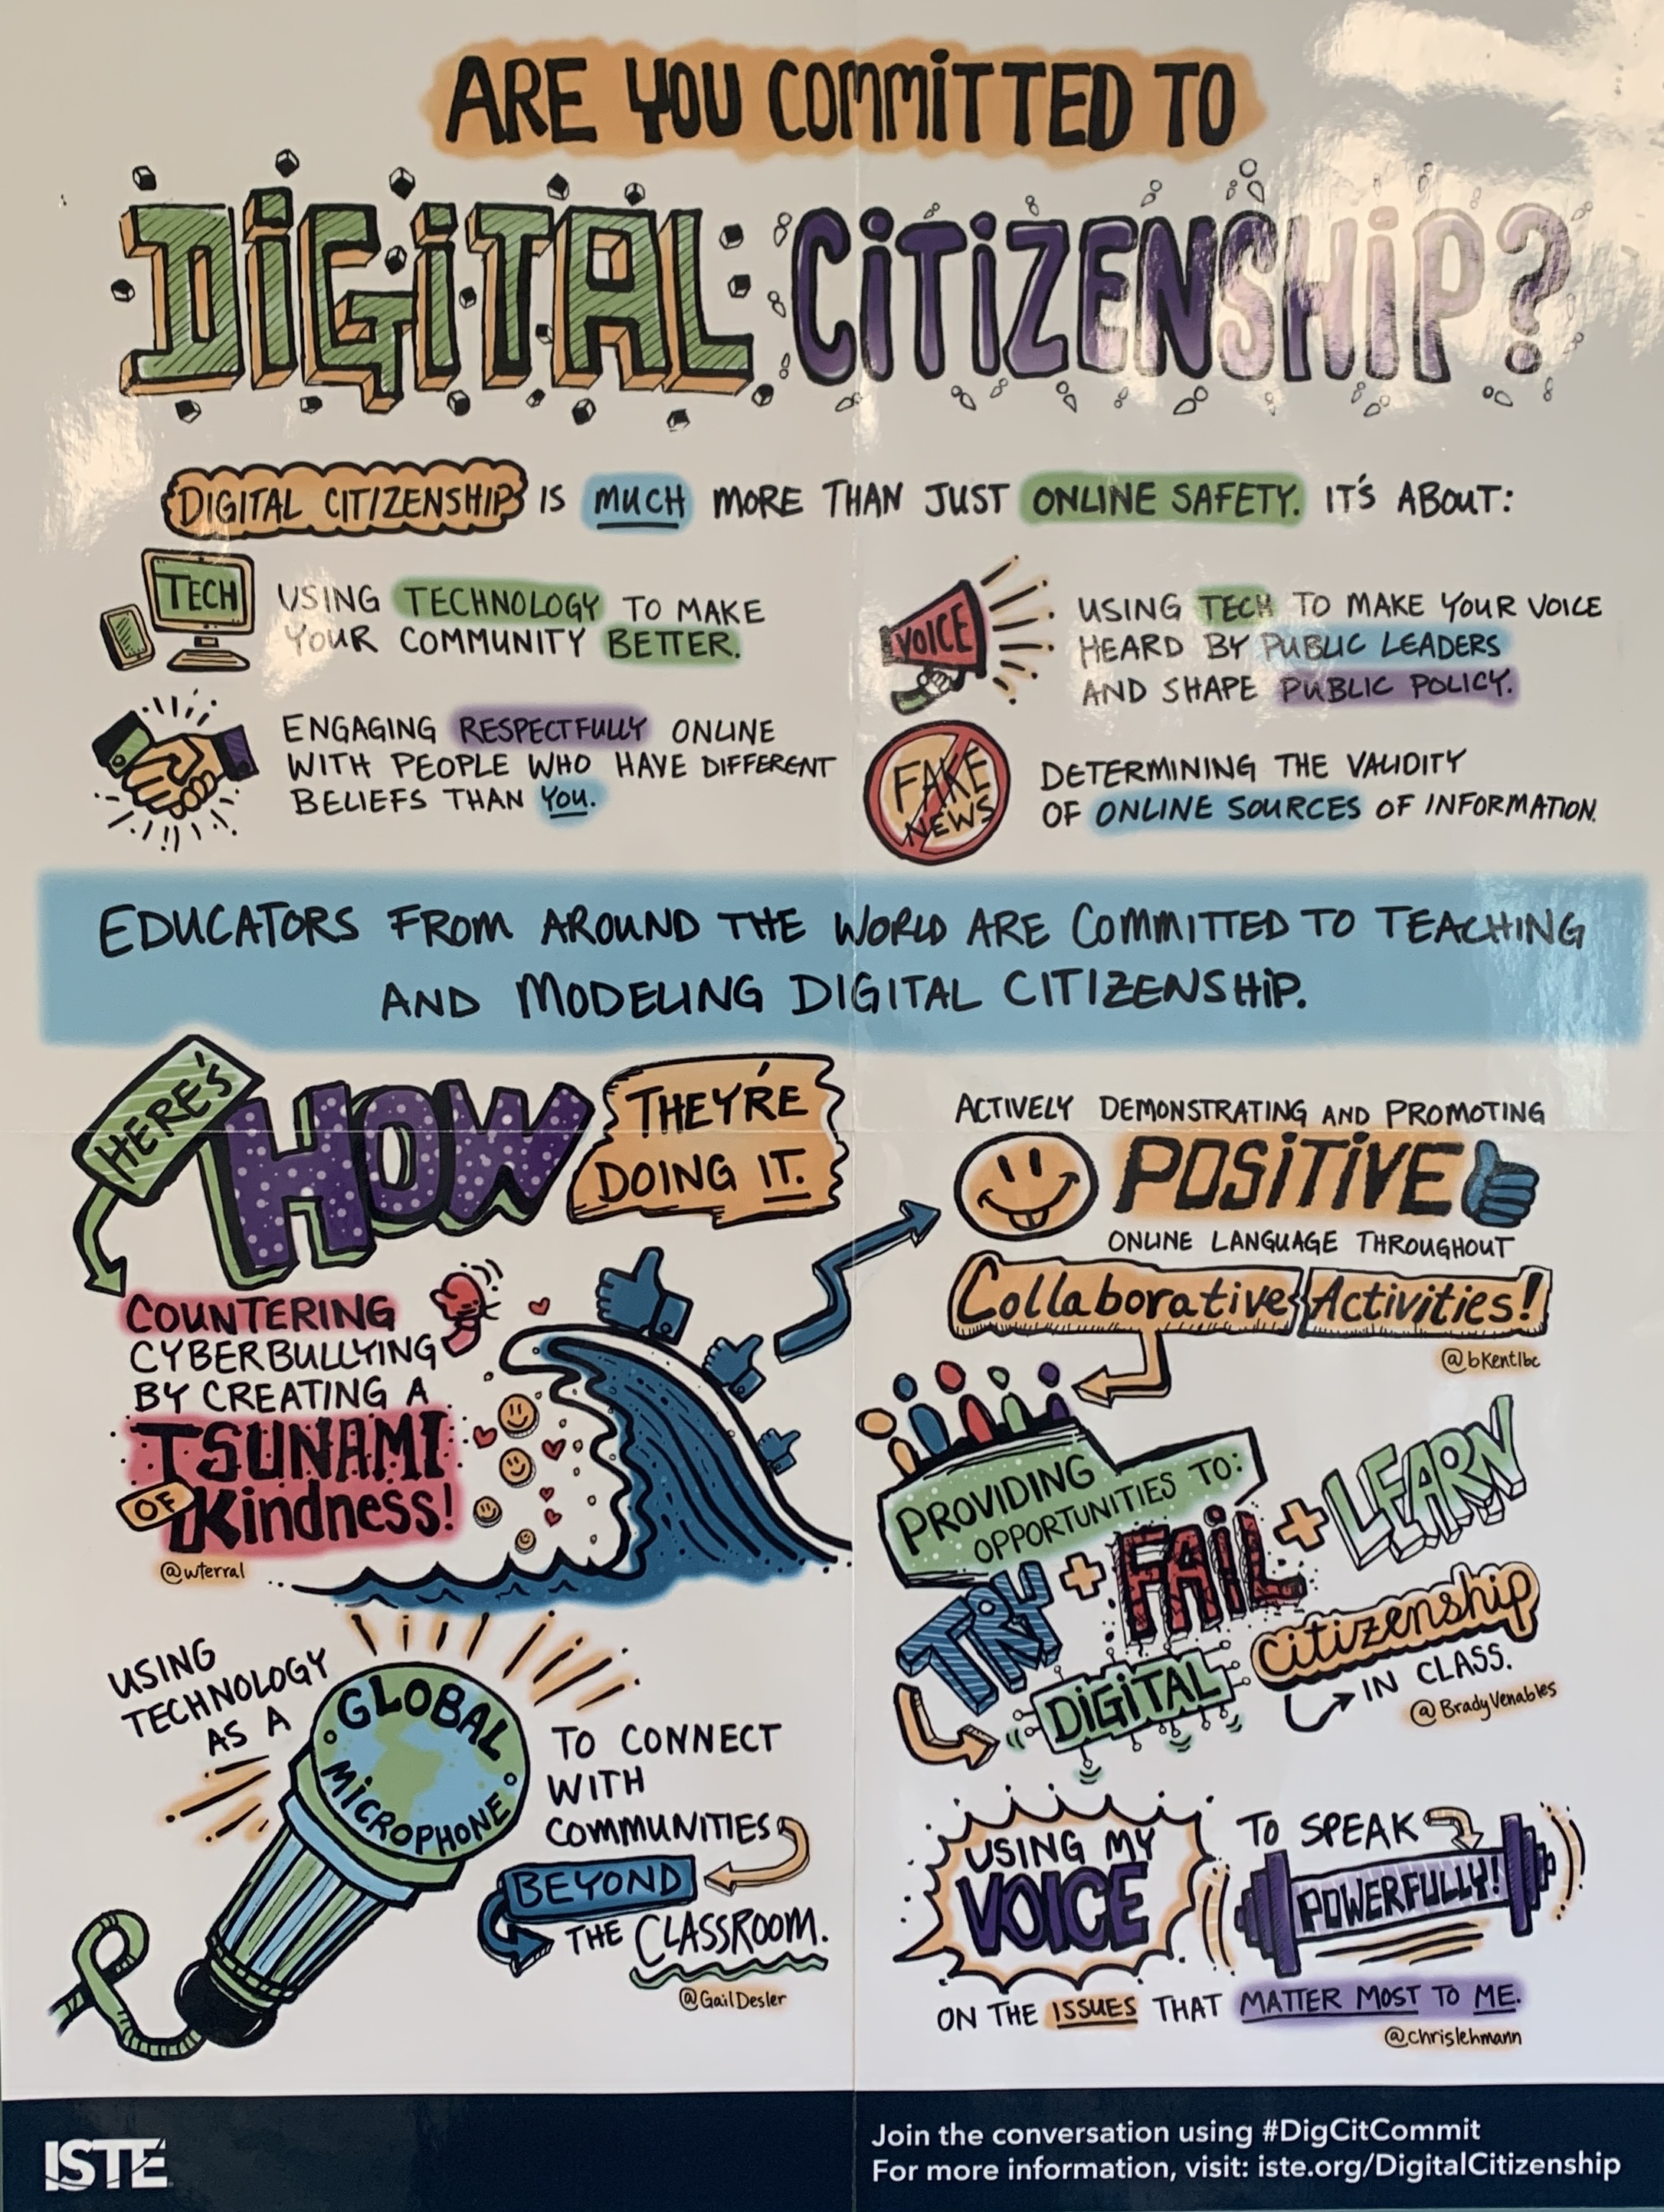 ARE YOU COMMITTED TO
DIGITAL CITIZENSHIP?
DIGITAL CITIZENSHIP IS MUCH MORE THAN JUST ONLINE SAFETY. IT'S ABOUT:
TECH
USING TECHNOLOGY TO MAKE
YOUR COMMUNITY BETTER.
VOICE
USING TECH TO MAKE YOUR VOICE
HEARD BY PUBLIC LEADERS
AND SHAPE PUBLIC POLICY.
ENGAGING RESPECTFULLY ONLINE
WITH PEOPLE WHO HAVE DIFFERENT
BELIEFS THAN YOU.
FAKE
NEWS
DETERMINING THE VALIDITY
OF ONLINE SOURCES OF INFORMATION.
EDUCATORS FROM AROUND THE WORLD ARE COMMITTED TO TEACHING
AND MODELING DIGITAL CITIZENSHIP.
HERE'S
HOW
THEY'RE
DOING IT.
COUNTERING
CYBERBULLYING
BY CREATING A
TSUNAMI
OF Kindness!
@wterral
ACTIVELY DEMONSTRATING AND PROMOTING
POSITIVE
ONLINE LANGUAGE THROUGHOUT
Collaborative Activities!
@bKentlbc
PROVIDING
OPPORTUNITIES TO:
TRY + FAIL + LEARN
DIGITAL citizenship
IN CLASS.
@BradyVenables
USING
TECHNOLOGY
AS A
GLOBAL
MICROPHONE
TO CONNECT
WITH
COMMUNITIES
BEYOND
THE CLASSROOM.
@GailDesler
USING MY
VOICE
TO SPEAK
POWERFULLY!
ON THE ISSUES THAT MATTER MOST TO ME.
@chrislehmann
ISTE
Join the conversation using #DigCitCommit
For more information, visit: iste.org/DigitalCitizenship